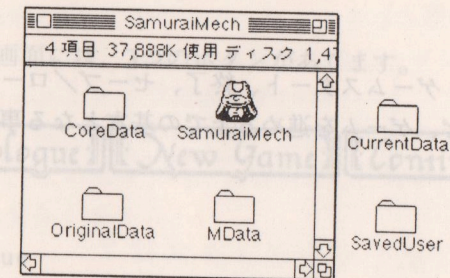 SamuraiMech
4 項目 37,888K 使用 ディスク 1,4
CoreData
SamuraiMech
CurrentData
OriginalData
MData
SavedUser